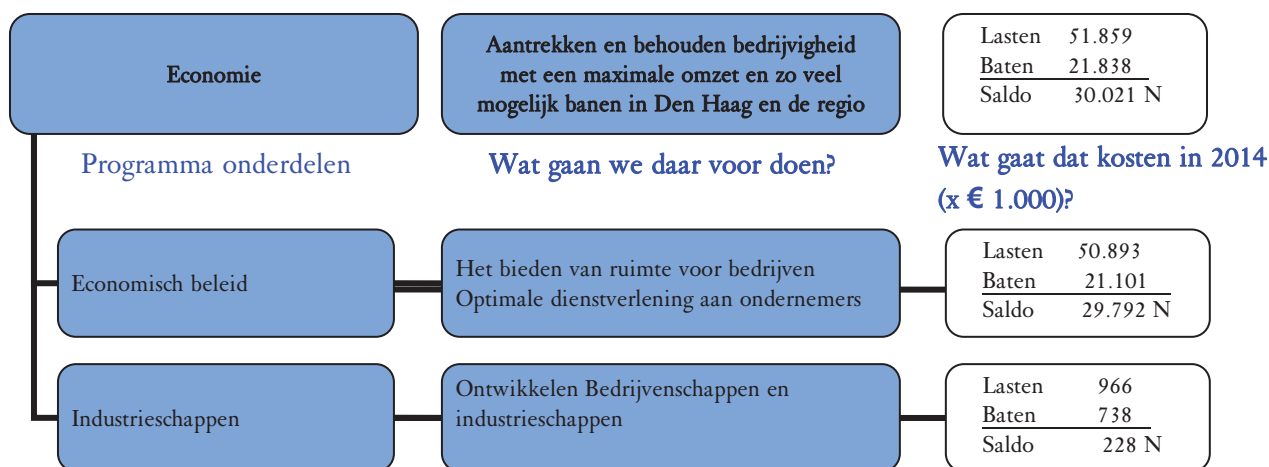 Economie
Aantrekken en behouden bedrijvigheid
met een maximale omzet en zo veel
mogelijk banen in Den Haag en de regio
Lasten 51.859
Baten 21.838
Saldo 30.021 N
Programma onderdelen
Wat gaan we daar voor doen?
Wat gaat dat kosten in 2014
(x € 1.000)?
Economisch beleid
Het bieden van ruimte voor bedrijven
Optimale dienstverlening aan ondernemers
Lasten 50.893
Baten 21.101
Saldo 29.792 N
Industrieschappen
Ontwikkelen Bedrijvenschappen en
industrieschappen
Lasten 966
Baten 738
Saldo 228 N